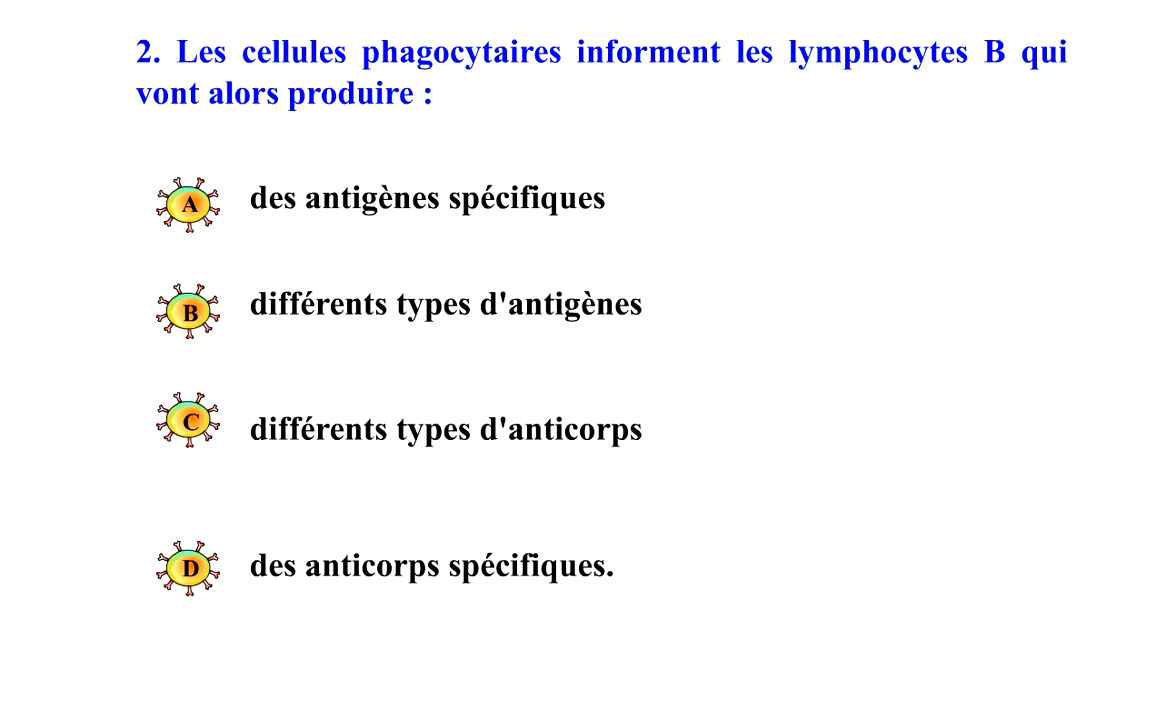 2. Les cellules phagocytaires informent les lymphocytes B qui
vont alors produire :
A des antigènes spécifiques
B différents types d'antigènes
C différents types d'anticorps
D des anticorps spécifiques.